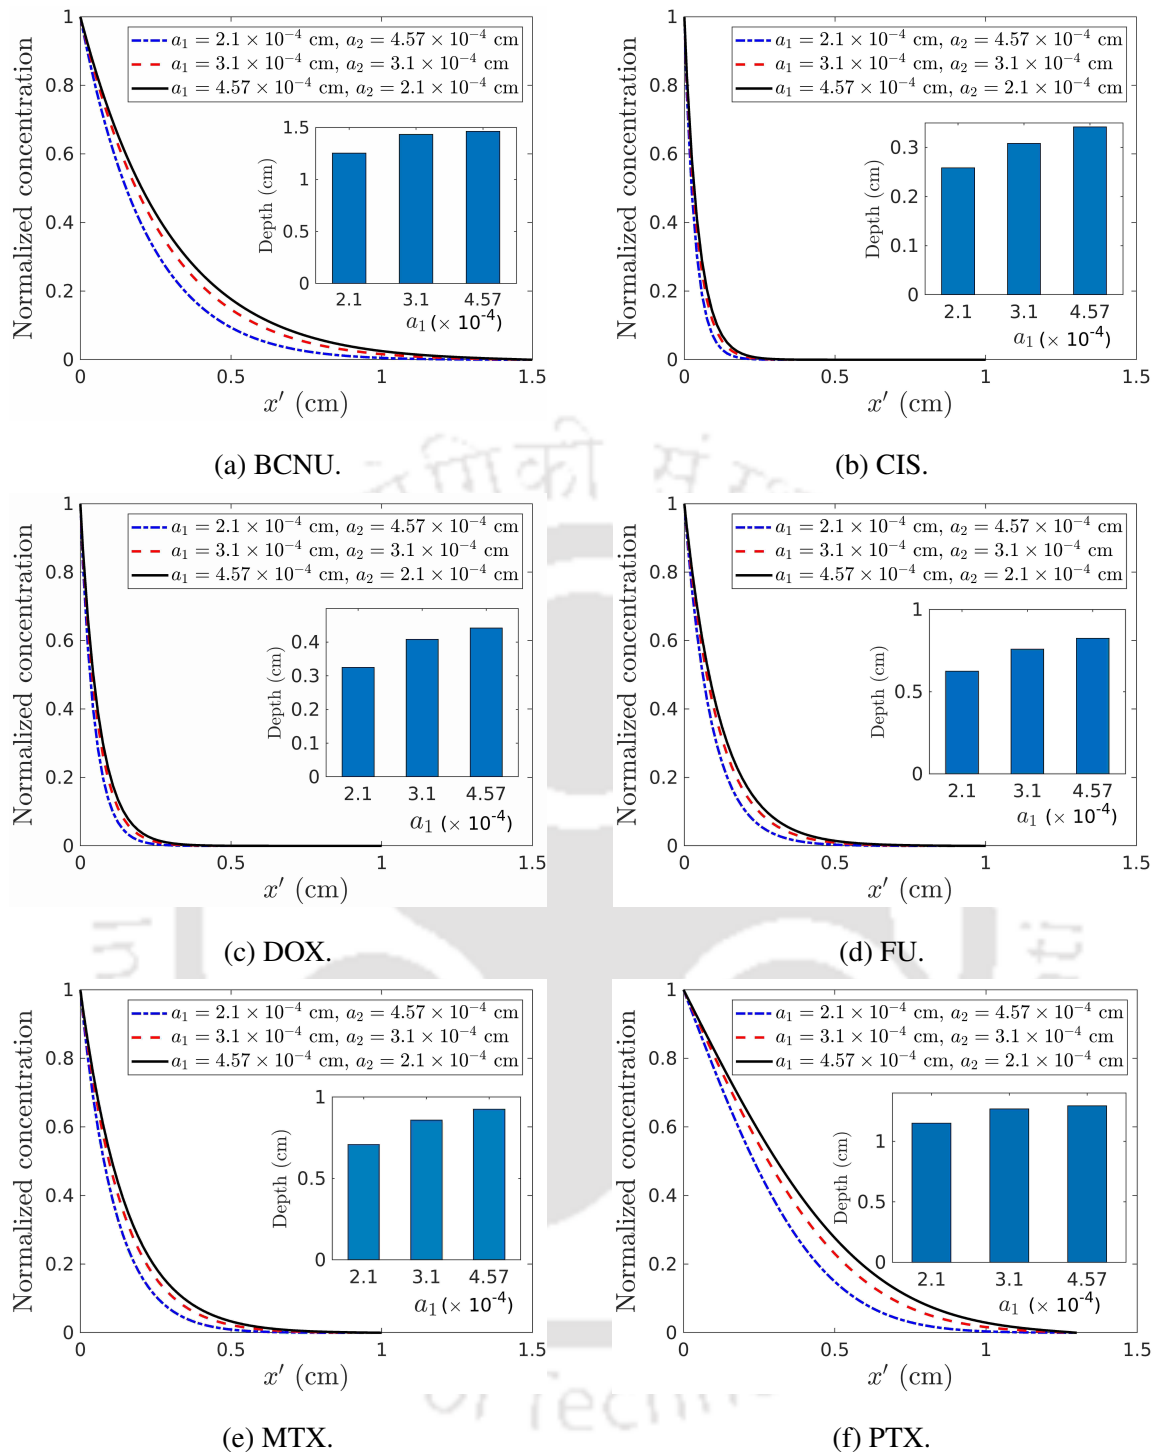 Normalized concentration
1
0.8
0.6
0.4
0.2
0
a₁ = 2.1 × 10⁻⁴ cm, a₂ = 4.57 × 10⁻⁴ cm
a₁ = 3.1 × 10⁻⁴ cm, a₂ = 3.1 × 10⁻⁴ cm
a₁ = 4.57 × 10⁻⁴ cm, a₂ = 2.1 × 10⁻⁴ cm
Depth (cm)
1.5
1
0.5
0
2.1 3.1 4.57
a₁ (× 10⁻⁴)
0 0.5 1 1.5
x′ (cm)
(a) BCNU.
Normalized concentration
1
0.8
0.6
0.4
0.2
0
a₁ = 2.1 × 10⁻⁴ cm, a₂ = 4.57 × 10⁻⁴ cm
a₁ = 3.1 × 10⁻⁴ cm, a₂ = 3.1 × 10⁻⁴ cm
a₁ = 4.57 × 10⁻⁴ cm, a₂ = 2.1 × 10⁻⁴ cm
Depth (cm)
0.3
0.2
0.1
0
2.1 3.1 4.57
a₁ (× 10⁻⁴)
0 0.5 1 1.5
x′ (cm)
(b) CIS.
Normalized concentration
1
0.8
0.6
0.4
0.2
0
a₁ = 2.1 × 10⁻⁴ cm, a₂ = 4.57 × 10⁻⁴ cm
a₁ = 3.1 × 10⁻⁴ cm, a₂ = 3.1 × 10⁻⁴ cm
a₁ = 4.57 × 10⁻⁴ cm, a₂ = 2.1 × 10⁻⁴ cm
Depth (cm)
0.4
0.3
0.2
0.1
0
2.1 3.1 4.57
a₁ (× 10⁻⁴)
0 0.5 1 1.5
x′ (cm)
(c) DOX.
Normalized concentration
1
0.8
0.6
0.4
0.2
0
a₁ = 2.1 × 10⁻⁴ cm, a₂ = 4.57 × 10⁻⁴ cm
a₁ = 3.1 × 10⁻⁴ cm, a₂ = 3.1 × 10⁻⁴ cm
a₁ = 4.57 × 10⁻⁴ cm, a₂ = 2.1 × 10⁻⁴ cm
Depth (cm)
1
0.5
0
2.1 3.1 4.57
a₁ (× 10⁻⁴)
0 0.5 1 1.5
x′ (cm)
(d) FU.
Normalized concentration
1
0.8
0.6
0.4
0.2
0
a₁ = 2.1 × 10⁻⁴ cm, a₂ = 4.57 × 10⁻⁴ cm
a₁ = 3.1 × 10⁻⁴ cm, a₂ = 3.1 × 10⁻⁴ cm
a₁ = 4.57 × 10⁻⁴ cm, a₂ = 2.1 × 10⁻⁴ cm
Depth (cm)
1
0.5
0
2.1 3.1 4.57
a₁ (× 10⁻⁴)
0 0.5 1 1.5
x′ (cm)
(e) MTX.
Normalized concentration
1
0.8
0.6
0.4
0.2
0
a₁ = 2.1 × 10⁻⁴ cm, a₂ = 4.57 × 10⁻⁴ cm
a₁ = 3.1 × 10⁻⁴ cm, a₂ = 3.1 × 10⁻⁴ cm
a₁ = 4.57 × 10⁻⁴ cm, a₂ = 2.1 × 10⁻⁴ cm
Depth (cm)
1
0.5
0
2.1 3.1 4.57
a₁ (× 10⁻⁴)
0 0.5 1 1.5
x′ (cm)
(f) PTX.